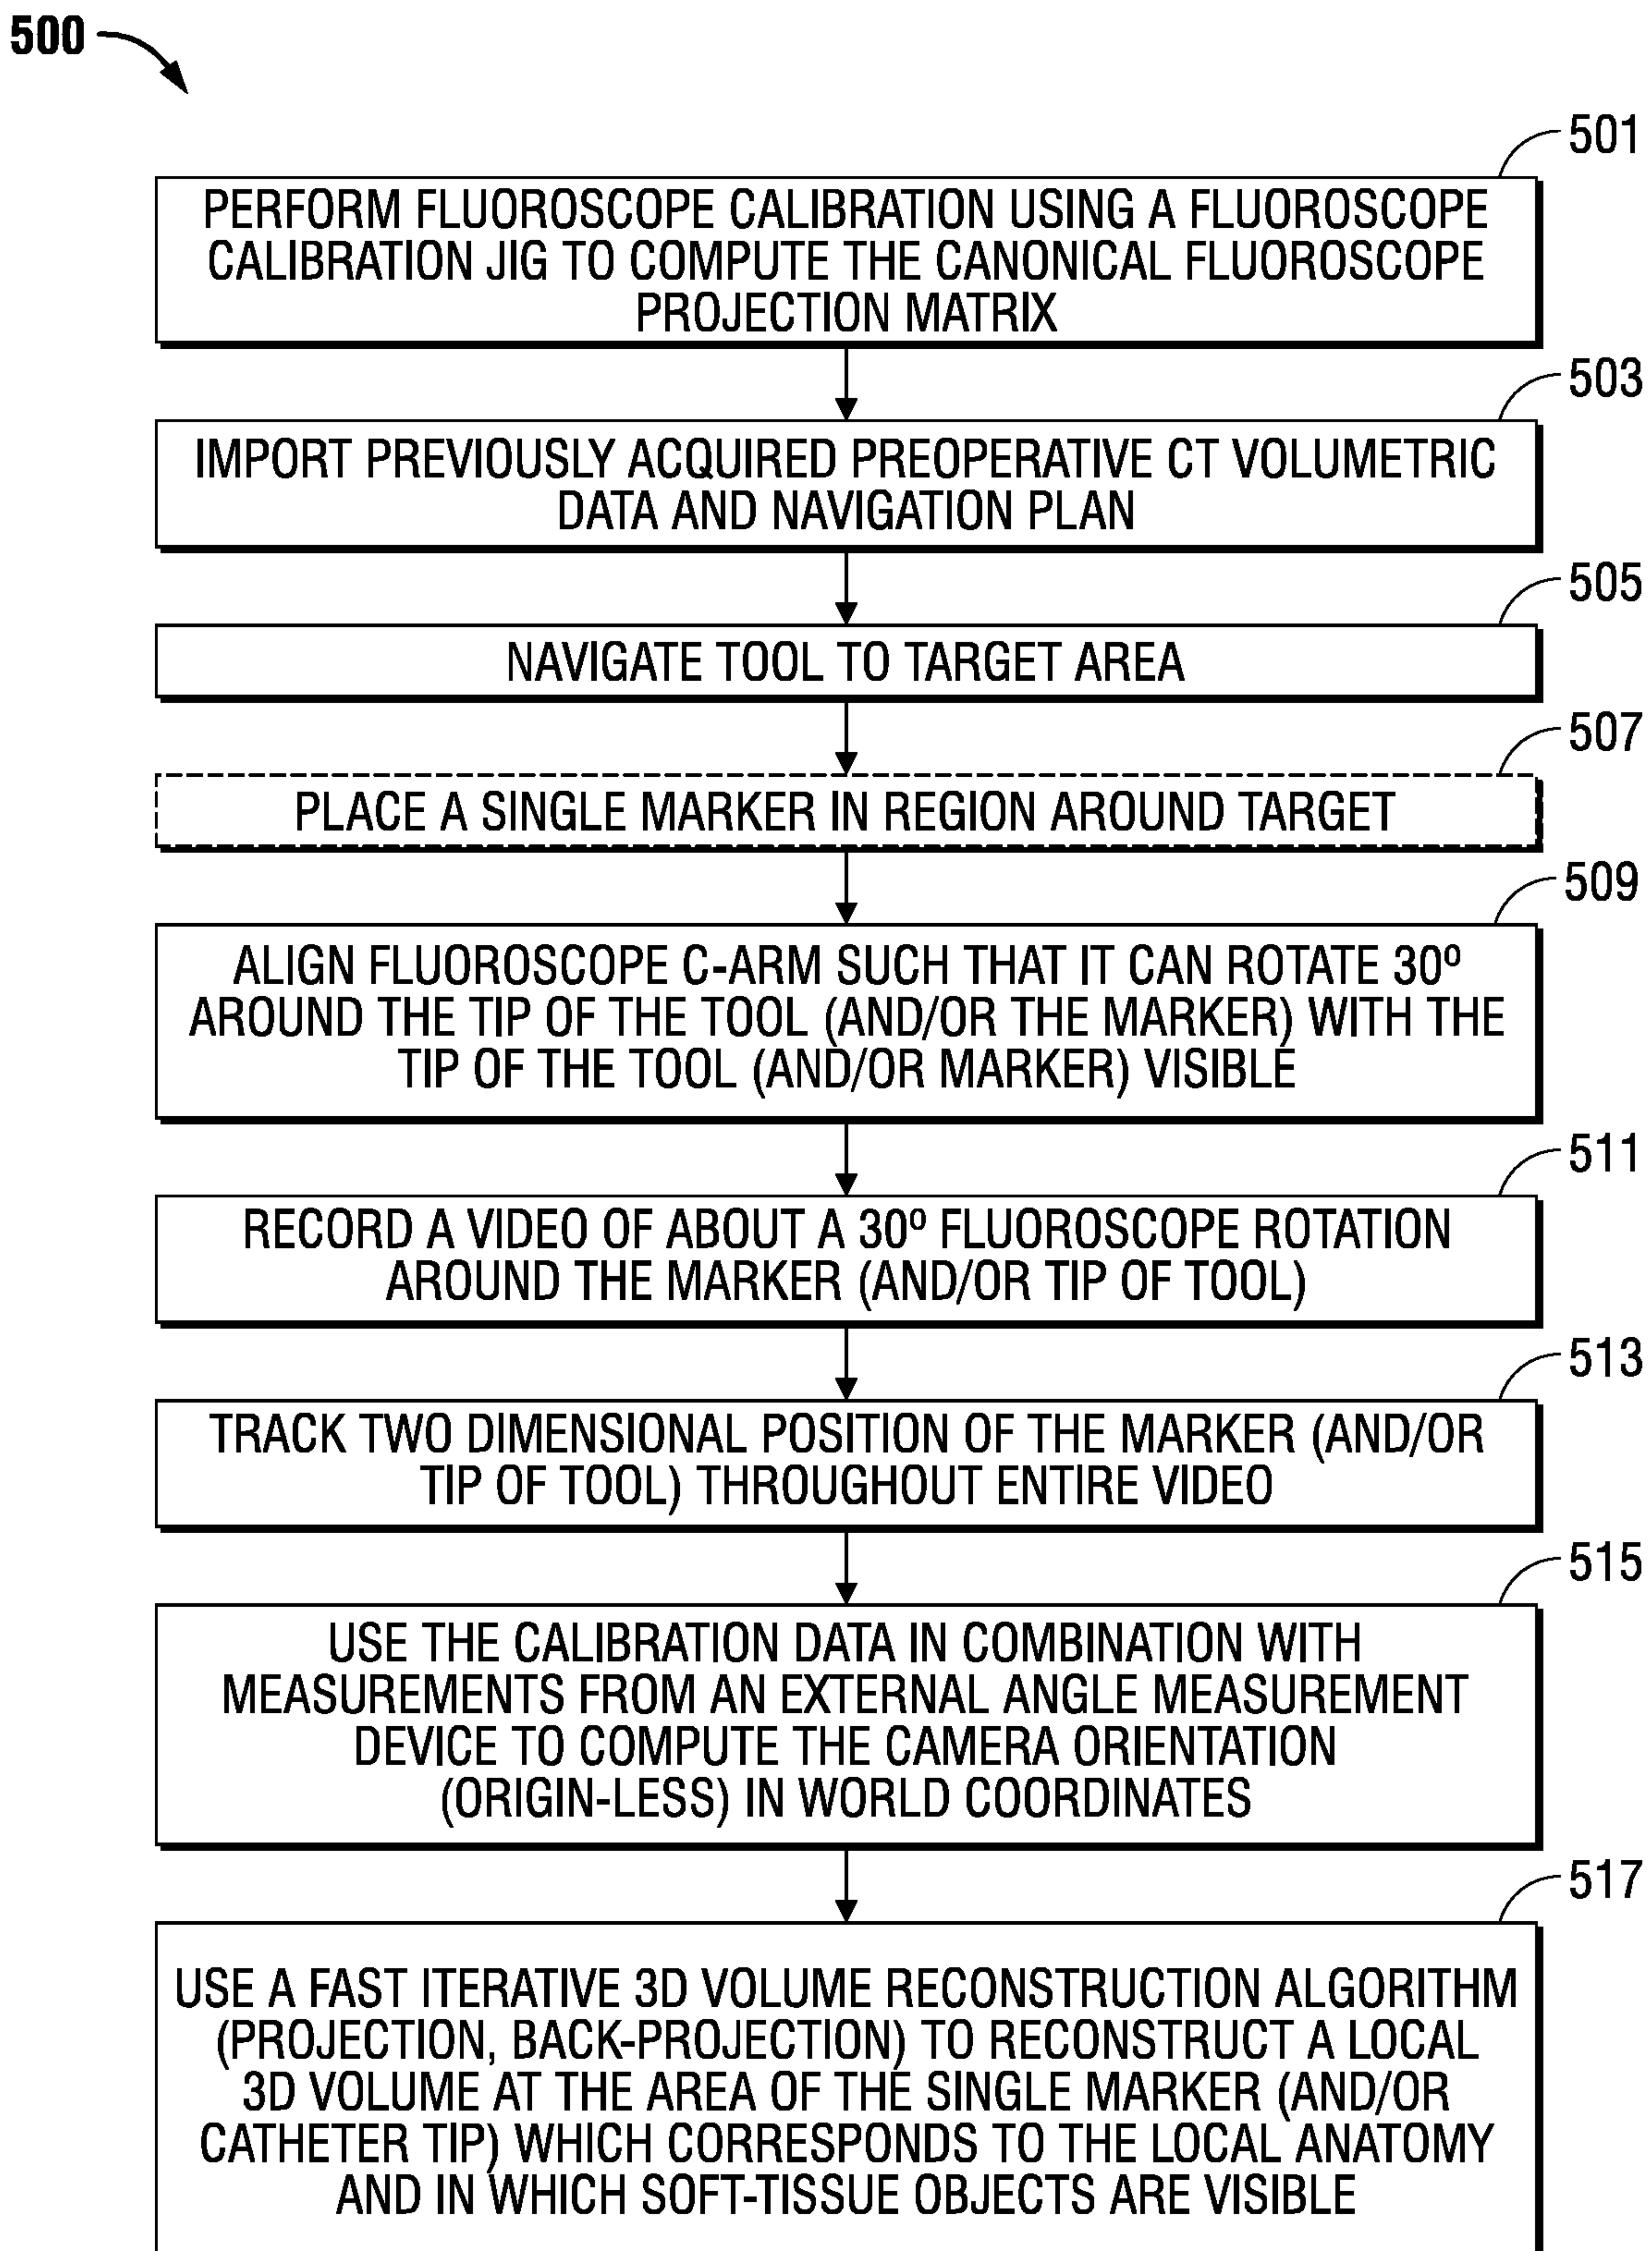 500
501
PERFORM FLUOROSCOPE CALIBRATION USING A FLUOROSCOPE
CALIBRATION JIG TO COMPUTE THE CANONICAL FLUOROSCOPE
PROJECTION MATRIX
503
IMPORT PREVIOUSLY ACQUIRED PREOPERATIVE CT VOLUMETRIC
DATA AND NAVIGATION PLAN
505
NAVIGATE TOOL TO TARGET AREA
507
PLACE A SINGLE MARKER IN REGION AROUND TARGET
509
ALIGN FLUOROSCOPE C-ARM SUCH THAT IT CAN ROTATE 30º
AROUND THE TIP OF THE TOOL (AND/OR THE MARKER) WITH THE
TIP OF THE TOOL (AND/OR MARKER) VISIBLE
511
RECORD A VIDEO OF ABOUT A 30º FLUOROSCOPE ROTATION
AROUND THE MARKER (AND/OR TIP OF TOOL)
513
TRACK TWO DIMENSIONAL POSITION OF THE MARKER (AND/OR
TIP OF TOOL) THROUGHOUT ENTIRE VIDEO
515
USE THE CALIBRATION DATA IN COMBINATION WITH
MEASUREMENTS FROM AN EXTERNAL ANGLE MEASUREMENT
DEVICE TO COMPUTE THE CAMERA ORIENTATION
(ORIGIN-LESS) IN WORLD COORDINATES
517
USE A FAST ITERATIVE 3D VOLUME RECONSTRUCTION ALGORITHM
(PROJECTION, BACK-PROJECTION) TO RECONSTRUCT A LOCAL
3D VOLUME AT THE AREA OF THE SINGLE MARKER (AND/OR
CATHETER TIP) WHICH CORRESPONDS TO THE LOCAL ANATOMY
AND IN WHICH SOFT-TISSUE OBJECTS ARE VISIBLE